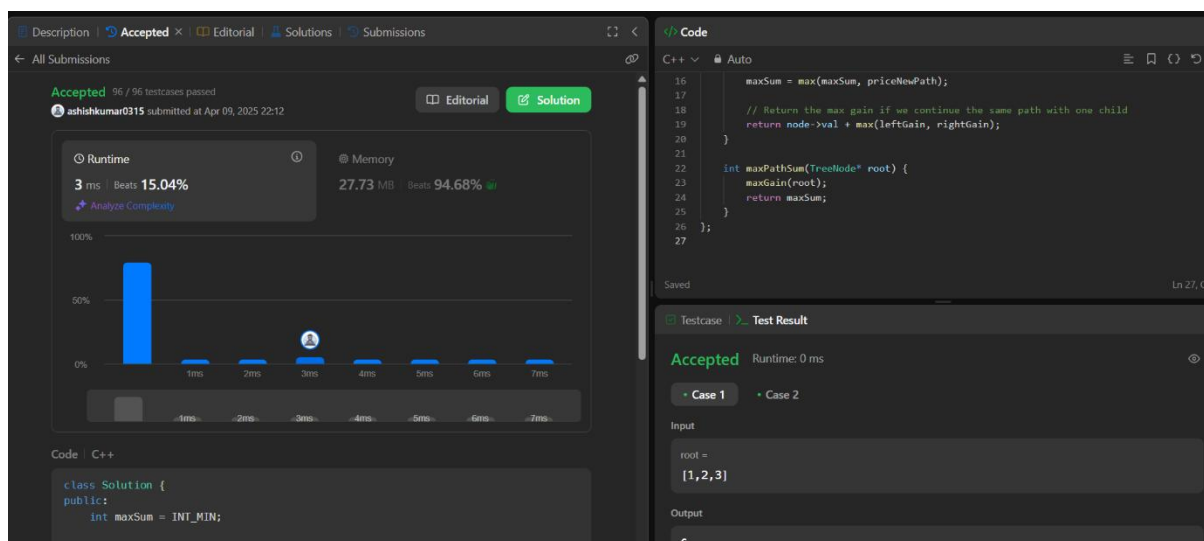 Description | Accepted × | Editorial | Solutions | Submissions
← All Submissions
Accepted 96 / 96 testcases passed
ashishkumar0315 submitted at Apr 09, 2025 22:12
Editorial
Solution
Runtime
3 ms | Beats 15.04%
Analyze Complexity
Memory
27.73 MB | Beats 94.68%
100%
50%
0%
1ms 2ms 3ms 4ms 5ms 6ms 7ms
1ms 2ms 3ms 4ms 5ms 6ms 7ms
Code | C++
class Solution {
public:
int maxSum = INT_MIN;
</> Code
C++ Auto
16 maxSum = max(maxSum, priceNewPath);
17
18 // Return the max gain if we continue the same path with one child
19 return node->val + max(leftGain, rightGain);
20 }
21
22 int maxPathSum(TreeNode* root) {
23 maxGain(root);
24 return maxSum;
25 }
26 };
27
Saved
Ln 27,
Testcase | >_ Test Result
Accepted Runtime: 0 ms
• Case 1 • Case 2
Input
root =
[1,2,3]
Output